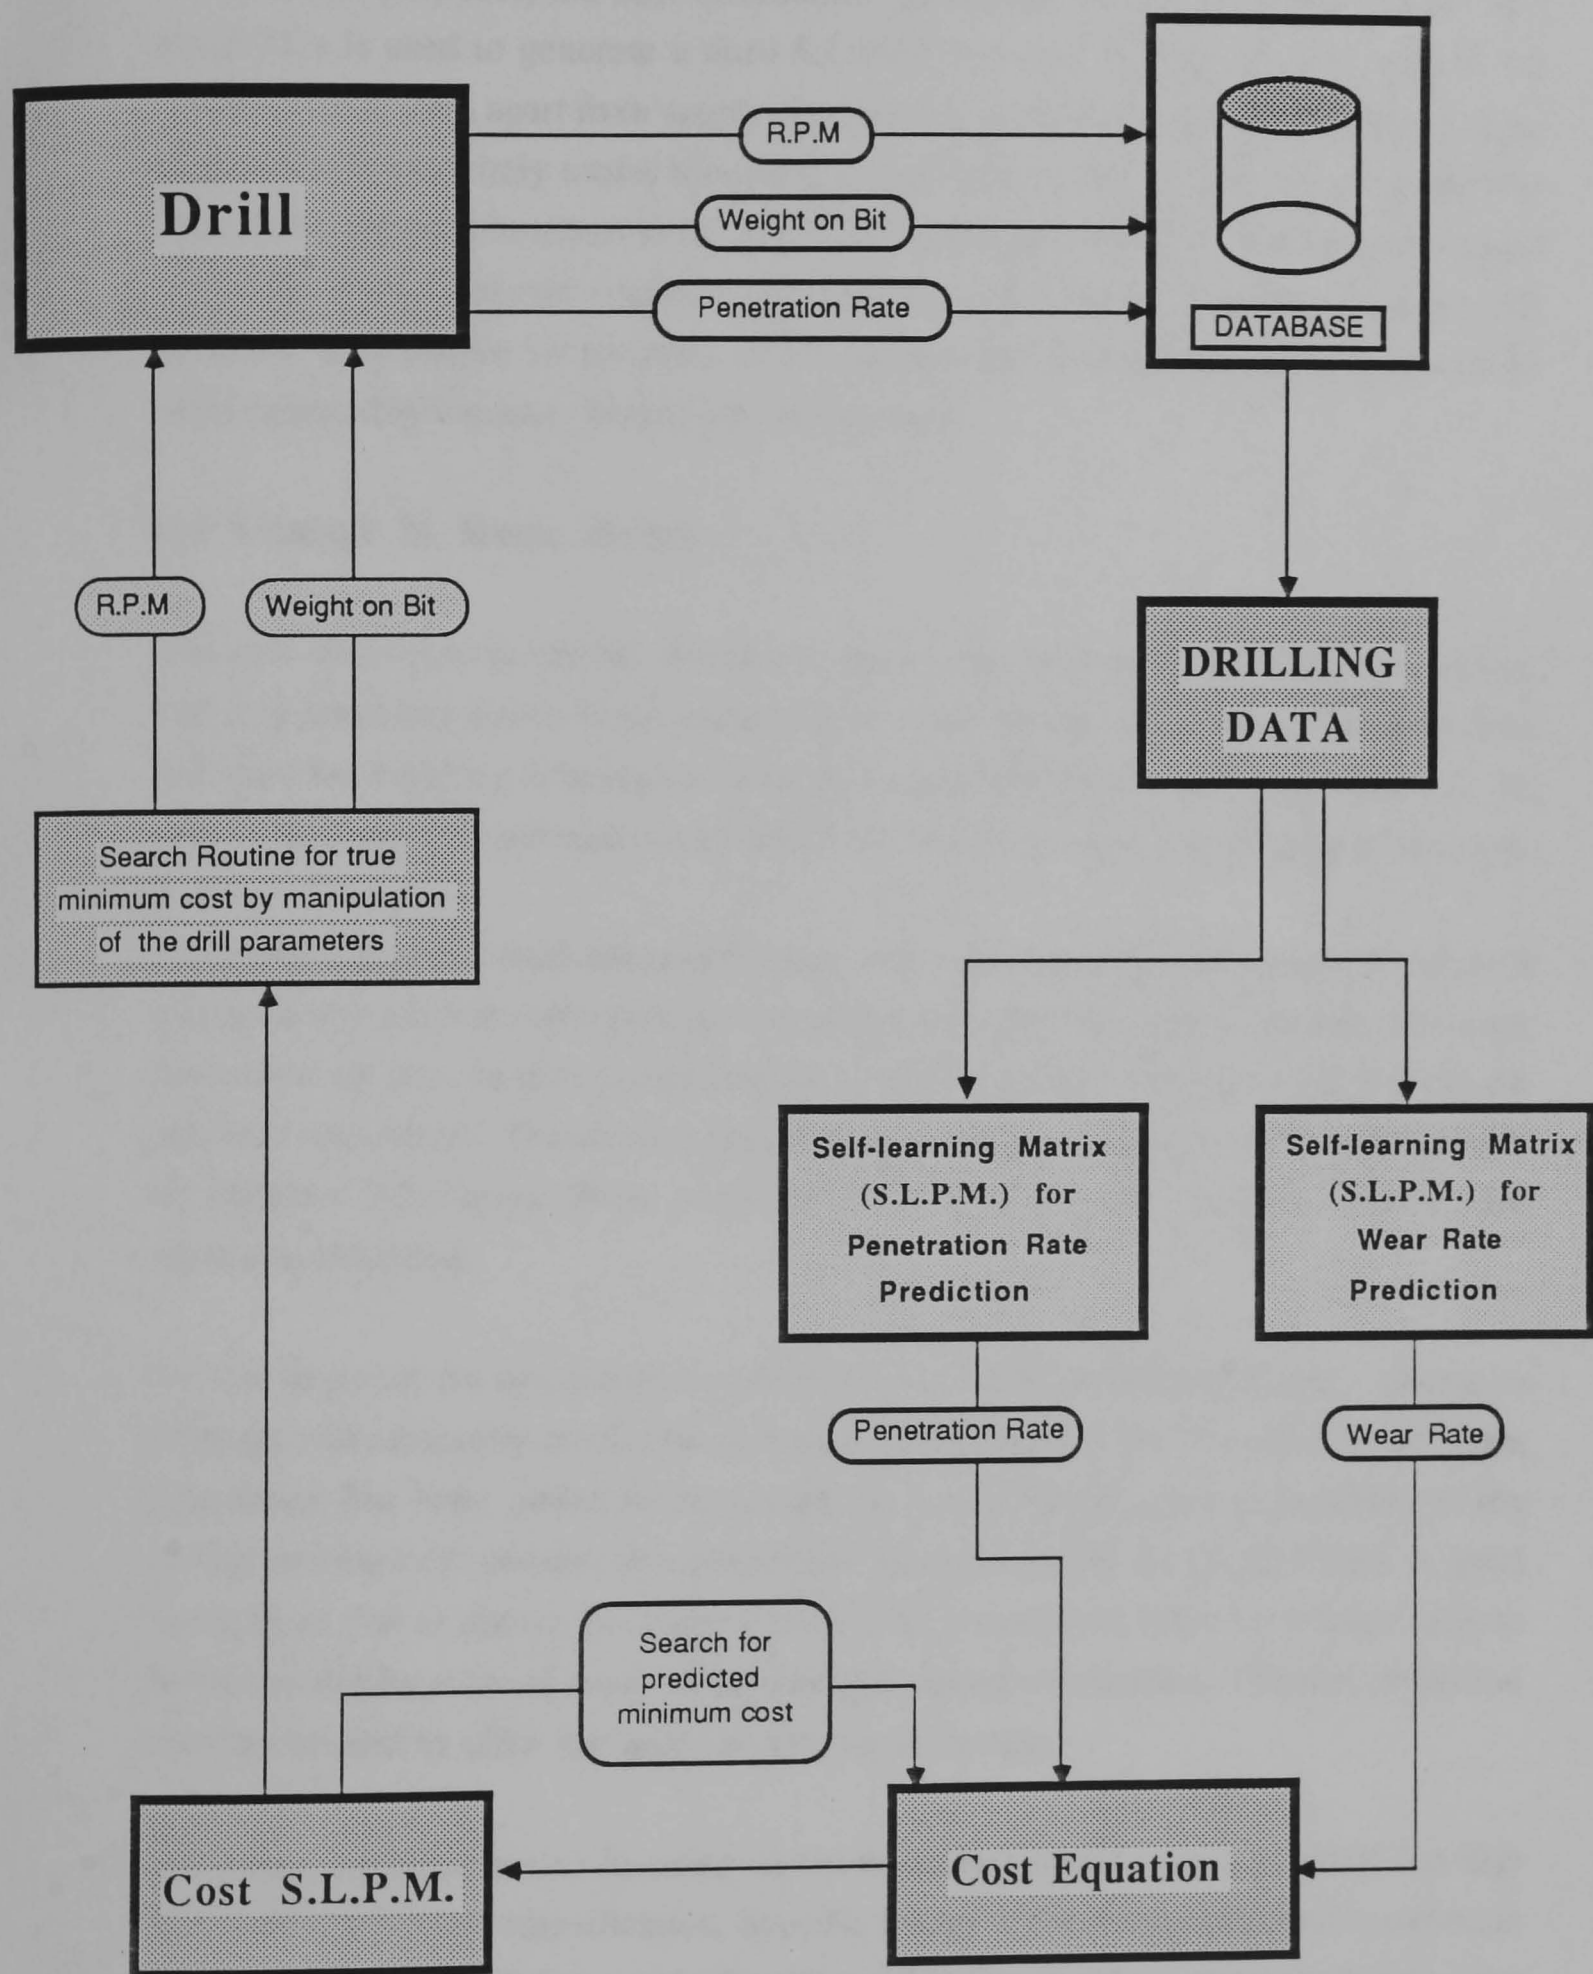 Drill
R.P.M
Weight on Bit
Penetration Rate
DATABASE
R.P.M
Weight on Bit
DRILLING
DATA
Search Routine for true
minimum cost by manipulation
of the drill parameters
Self-learning Matrix
(S.L.P.M.) for
Penetration Rate
Prediction
Self-learning Matrix
(S.L.P.M.) for
Wear Rate
Prediction
Penetration Rate
Wear Rate
Search for
predicted
minimum cost
Cost S.L.P.M.
Cost Equation